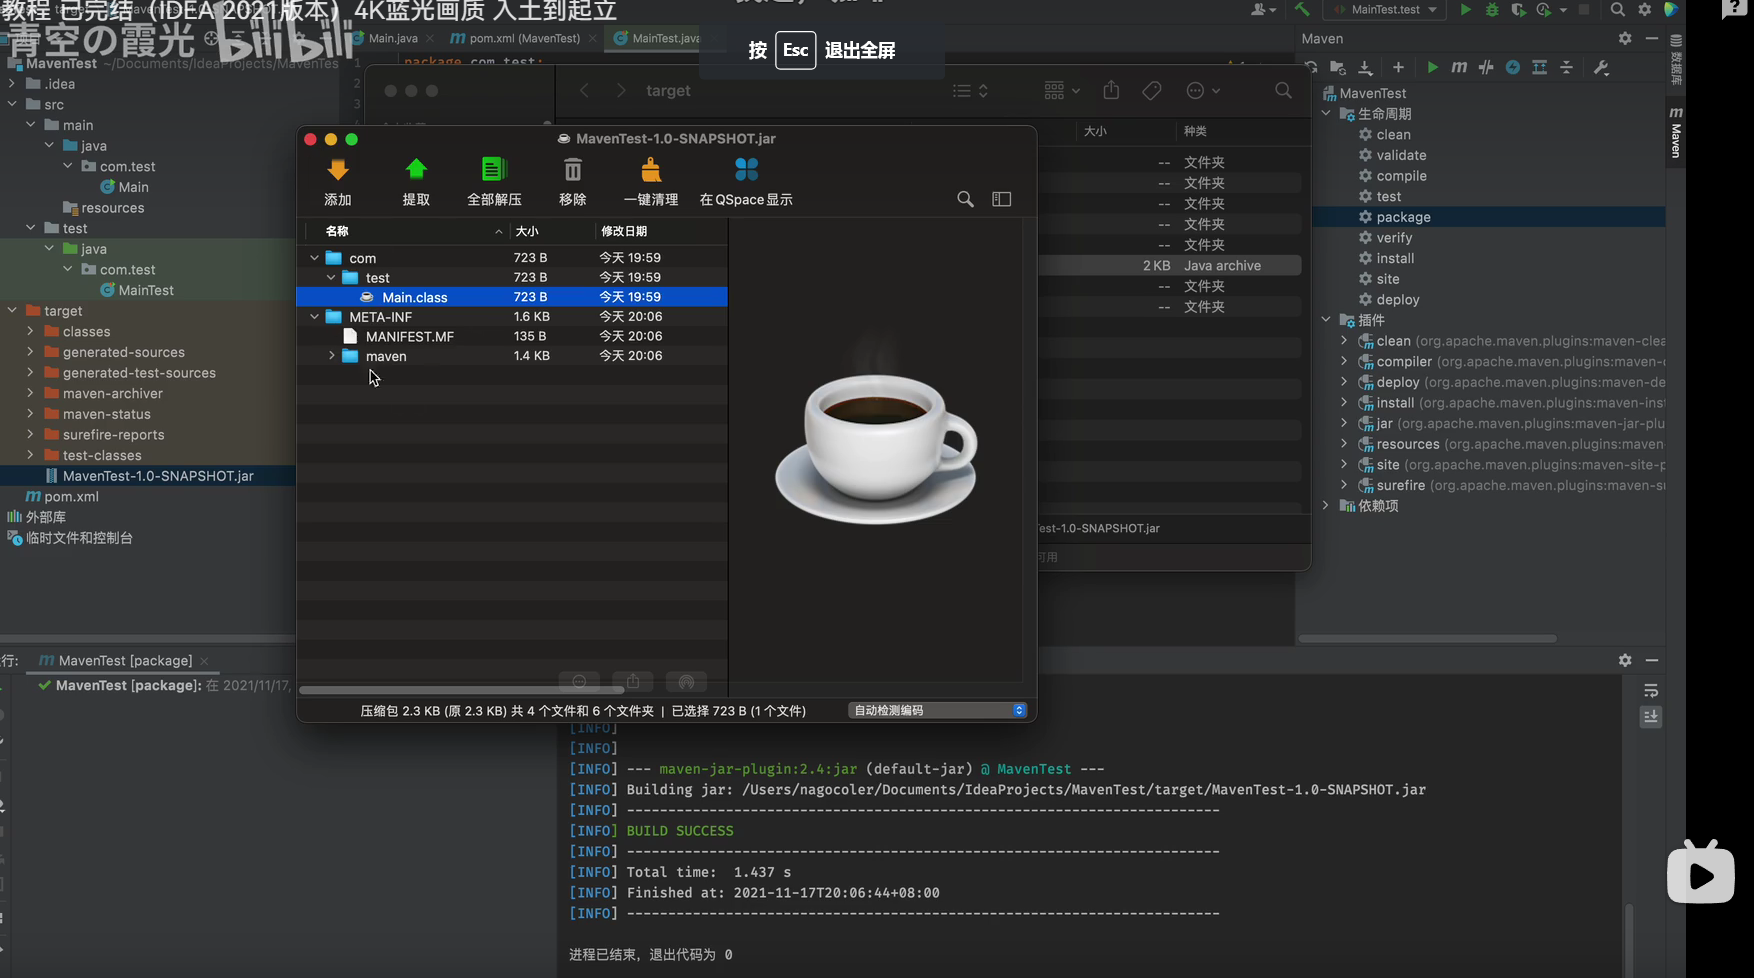 教程 已完结 (IDEA 2021版本) 4K蓝光画质 入土到起立
青空の霞光 bilibili
按 Esc 退出全屏
Main.java
pom.xml (MavenTest)
MainTest.java
MainTest.test
package com.test;
MavenTest ~/Documents/IdeaProjects/MavenTes
.idea
src
main
java
com.test
Main
resources
test
java
com.test
MainTest
target
classes
generated-sources
generated-test-sources
maven-archiver
maven-status
surefire-reports
test-classes
MavenTest-1.0-SNAPSHOT.jar
pom.xml
外部库
临时文件和控制台
target
大小 种类
-- 文件夹
-- 文件夹
-- 文件夹
-- 文件夹
-- 文件夹
2 KB Java archive
-- 文件夹
-- 文件夹
est-1.0-SNAPSHOT.jar
可用
MavenTest-1.0-SNAPSHOT.jar
添加 提取 全部解压 移除 一键清理 在 QSpace 显示
名称 大小 修改日期
com 723 B 今天 19:59
test 723 B 今天 19:59
Main.class 723 B 今天 19:59
META-INF 1.6 KB 今天 20:06
MANIFEST.MF 135 B 今天 20:06
maven 1.4 KB 今天 20:06
压缩包 2.3 KB (原 2.3 KB) 共 4 个文件和 6 个文件夹 | 已选择 723 B (1 个文件)
自动检测编码
Maven
MavenTest
生命周期
clean
validate
compile
test
package
verify
install
site
deploy
插件
clean (org.apache.maven.plugins:maven-clea
compiler (org.apache.maven.plugins:maven-c
deploy (org.apache.maven.plugins:maven-de
install (org.apache.maven.plugins:maven-inst
jar (org.apache.maven.plugins:maven-jar-plu
resources (org.apache.maven.plugins:maven-
site (org.apache.maven.plugins:maven-site-p
surefire (org.apache.maven.plugins:maven-su
依赖项
数据库
Maven
行: MavenTest [package]
MavenTest [package]: 在 2021/11/17,
[INFO]
[INFO]
[INFO] --- maven-jar-plugin:2.4:jar (default-jar) @ MavenTest ---
[INFO] Building jar: /Users/nagocoler/Documents/IdeaProjects/MavenTest/target/MavenTest-1.0-SNAPSHOT.jar
[INFO] ------------------------------------------------------------------------
[INFO] BUILD SUCCESS
[INFO] ------------------------------------------------------------------------
[INFO] Total time:  1.437 s
[INFO] Finished at: 2021-11-17T20:06:44+08:00
[INFO] ------------------------------------------------------------------------
进程已结束，退出代码为 0